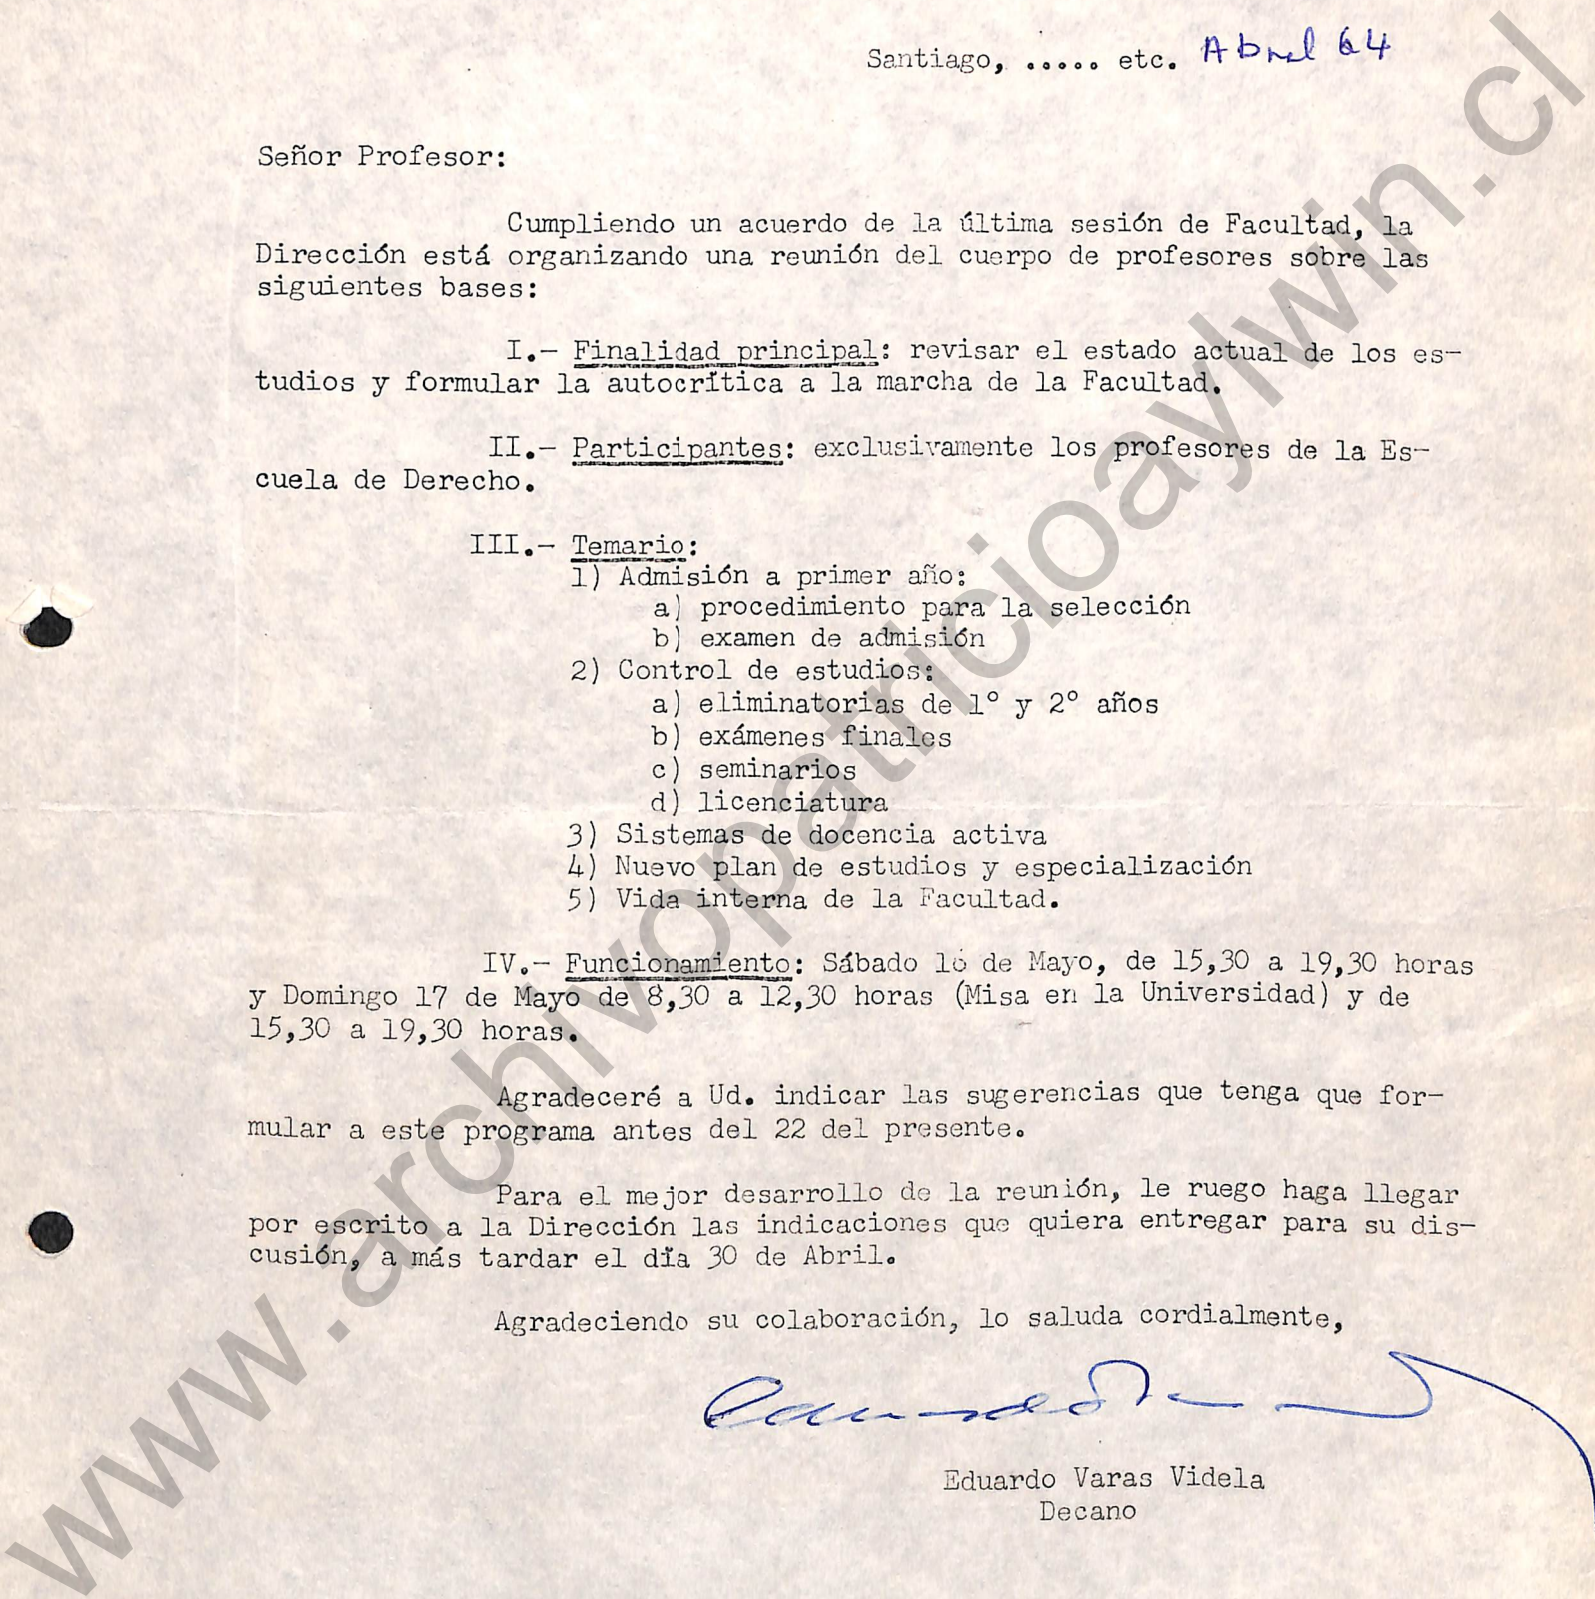 Santiago, ..... etc. Abril 64
Señor Profesor:
Cumpliendo un acuerdo de la última sesión de Facultad, la
Dirección está organizando una reunión del cuerpo de profesores sobre las
siguientes bases:
I.- Finalidad principal: revisar el estado actual de los es-
tudios y formular la autocrítica a la marcha de la Facultad.
II.- Participantes: exclusivamente los profesores de la Es-
cuela de Derecho.
III.- Temario:
1) Admisión a primer año:
a) procedimiento para la selección
b) examen de admisión
2) Control de estudios:
a) eliminatorias de 1° y 2° años
b) exámenes finales
c) seminarios
d) licenciatura
3) Sistemas de docencia activa
4) Nuevo plan de estudios y especialización
5) Vida interna de la Facultad.
IV.- Funcionamiento: Sábado 16 de Mayo, de 15,30 a 19,30 horas
y Domingo 17 de Mayo de 8,30 a 12,30 horas (Misa en la Universidad) y de
15,30 a 19,30 horas.
Agradeceré a Ud. indicar las sugerencias que tenga que for-
mular a este programa antes del 22 del presente.
Para el mejor desarrollo de la reunión, le ruego haga llegar
por escrito a la Dirección las indicaciones que quiera entregar para su dis-
cusión, a más tardar el día 30 de Abril.
Agradeciendo su colaboración, lo saluda cordialmente,
Eduardo Varas Videla
Decano
www.archivopatricioaylwin.cl